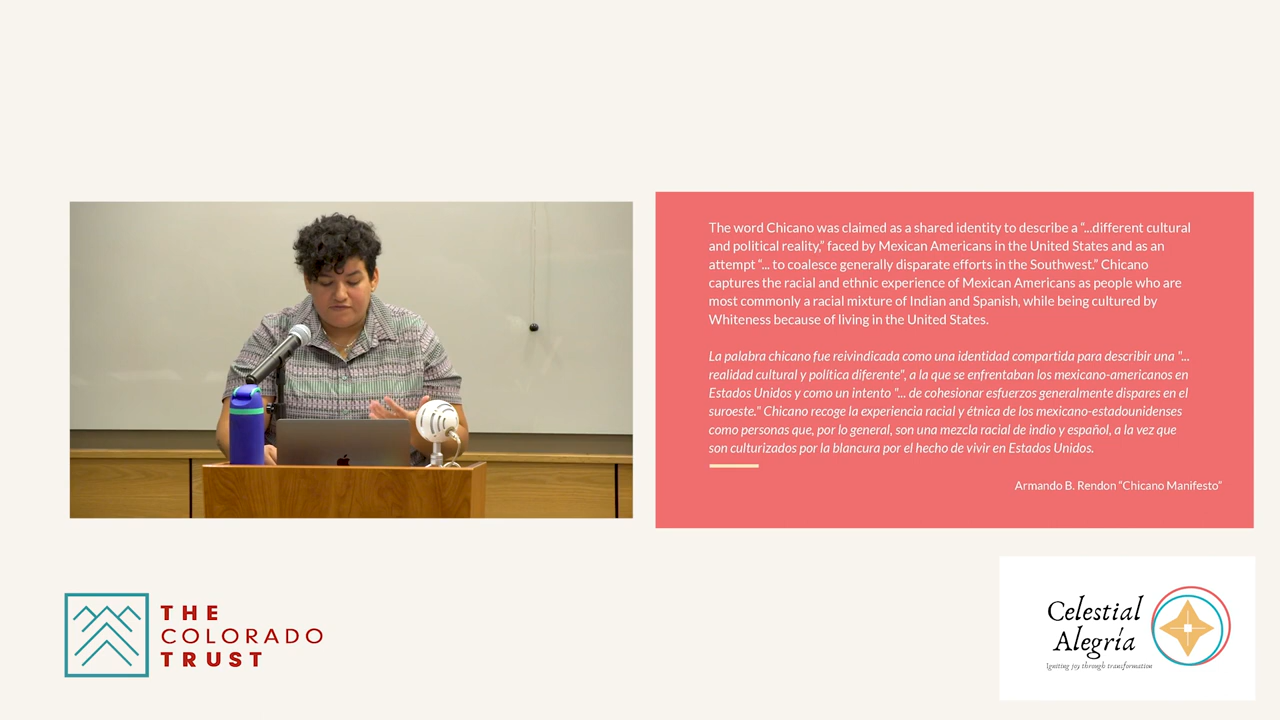 The word Chicano was claimed as a shared identity to describe a “...different cultural
and political reality,” faced by Mexican Americans in the United States and as an
attempt “... to coalesce generally disparate efforts in the Southwest.” Chicano
captures the racial and ethnic experience of Mexican Americans as people who are
most commonly a racial mixture of Indian and Spanish, while being cultured by
Whiteness because of living in the United States.
La palabra chicano fue reivindicada como una identidad compartida para describir una “...
realidad cultural y política diferente”, a la que se enfrentaban los mexicano-americanos en
Estados Unidos y como un intento “... de cohesionar esfuerzos generalmente dispares en el
suroeste.” Chicano recoge la experiencia racial y étnica de los mexicano-estadounidenses
como personas que, por lo general, son una mezcla racial de indio y español, a la vez que
son culturizados por la blancura por el hecho de vivir en Estados Unidos.
Armando B. Rendon “Chicano Manifesto”
THE
COLORADO
TRUST
Celestial
Alegría
Igniting joy through transformation